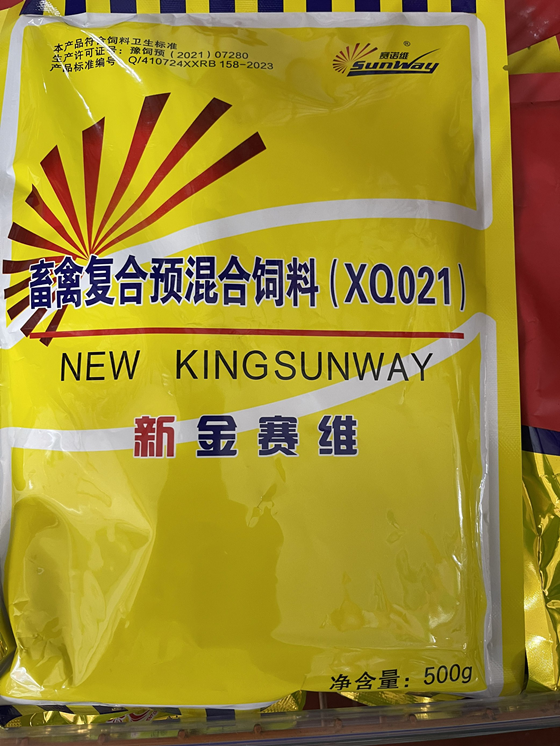 本产品符合饲料卫生标准
生产许可证号：豫饲预（2021）07280
产品标准编号 Q/410724XXRB 158-2023
赛诺维®
SunWay
畜禽复合预混合饲料（XQ021）
NEW KINGSUNWAY
新金赛维
净含量：500g